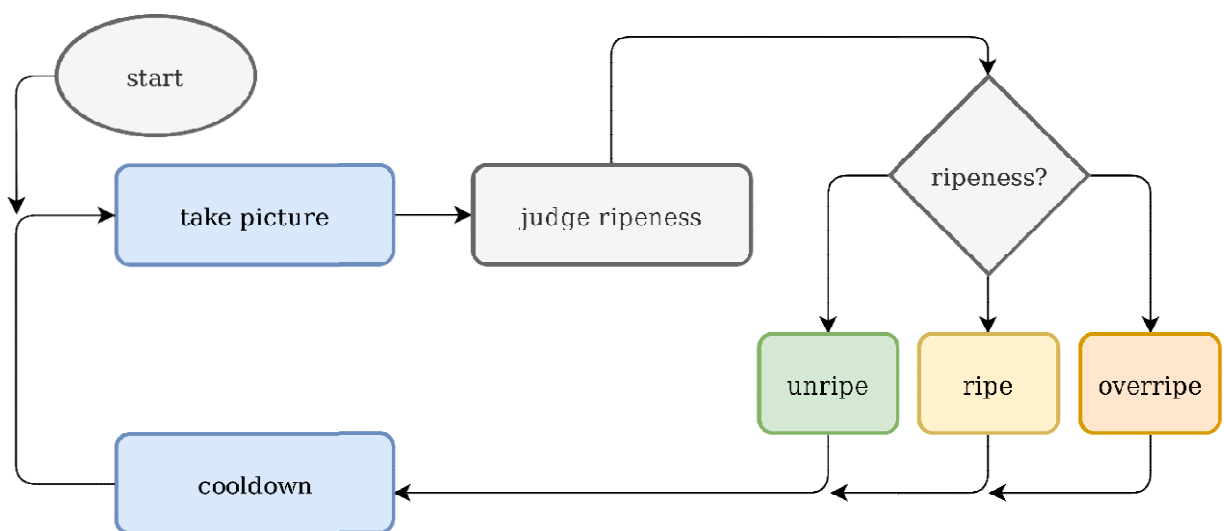 start
take picture
judge ripeness
ripeness?
unripe
ripe
overripe
cooldown